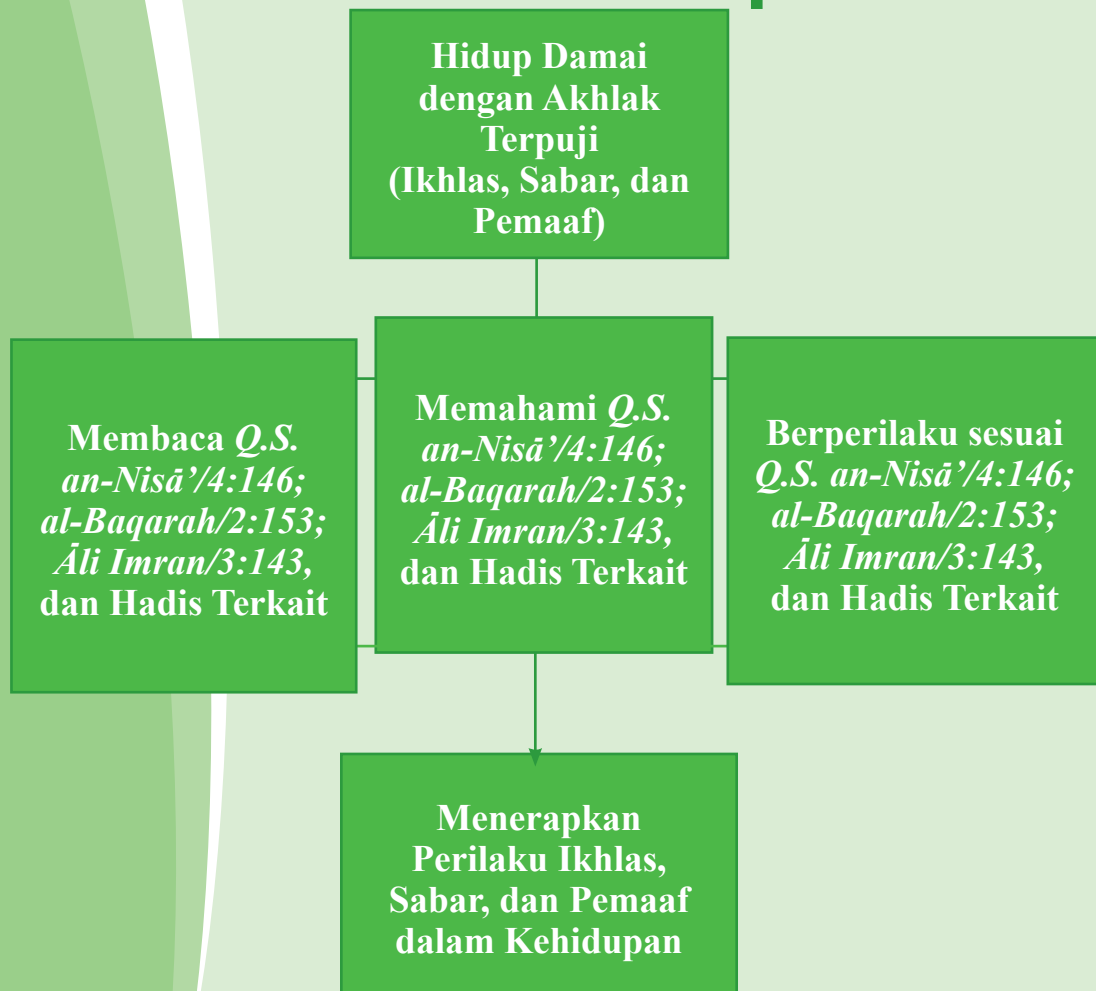 Hidup Damai
dengan Akhlak
Terpuji
(Ikhlas, Sabar, dan
Pemaaf)
Membaca Q.S.
an-Nisā’/4:146;
al-Baqarah/2:153;
Āli Imran/3:143,
dan Hadis Terkait
Memahami Q.S.
an-Nisā’/4:146;
al-Baqarah/2:153;
Āli Imran/3:143,
dan Hadis Terkait
Berperilaku sesuai
Q.S. an-Nisā’/4:146;
al-Baqarah/2:153;
Āli Imran/3:143,
dan Hadis Terkait
Menerapkan
Perilaku Ikhlas,
Sabar, dan Pemaaf
dalam Kehidupan